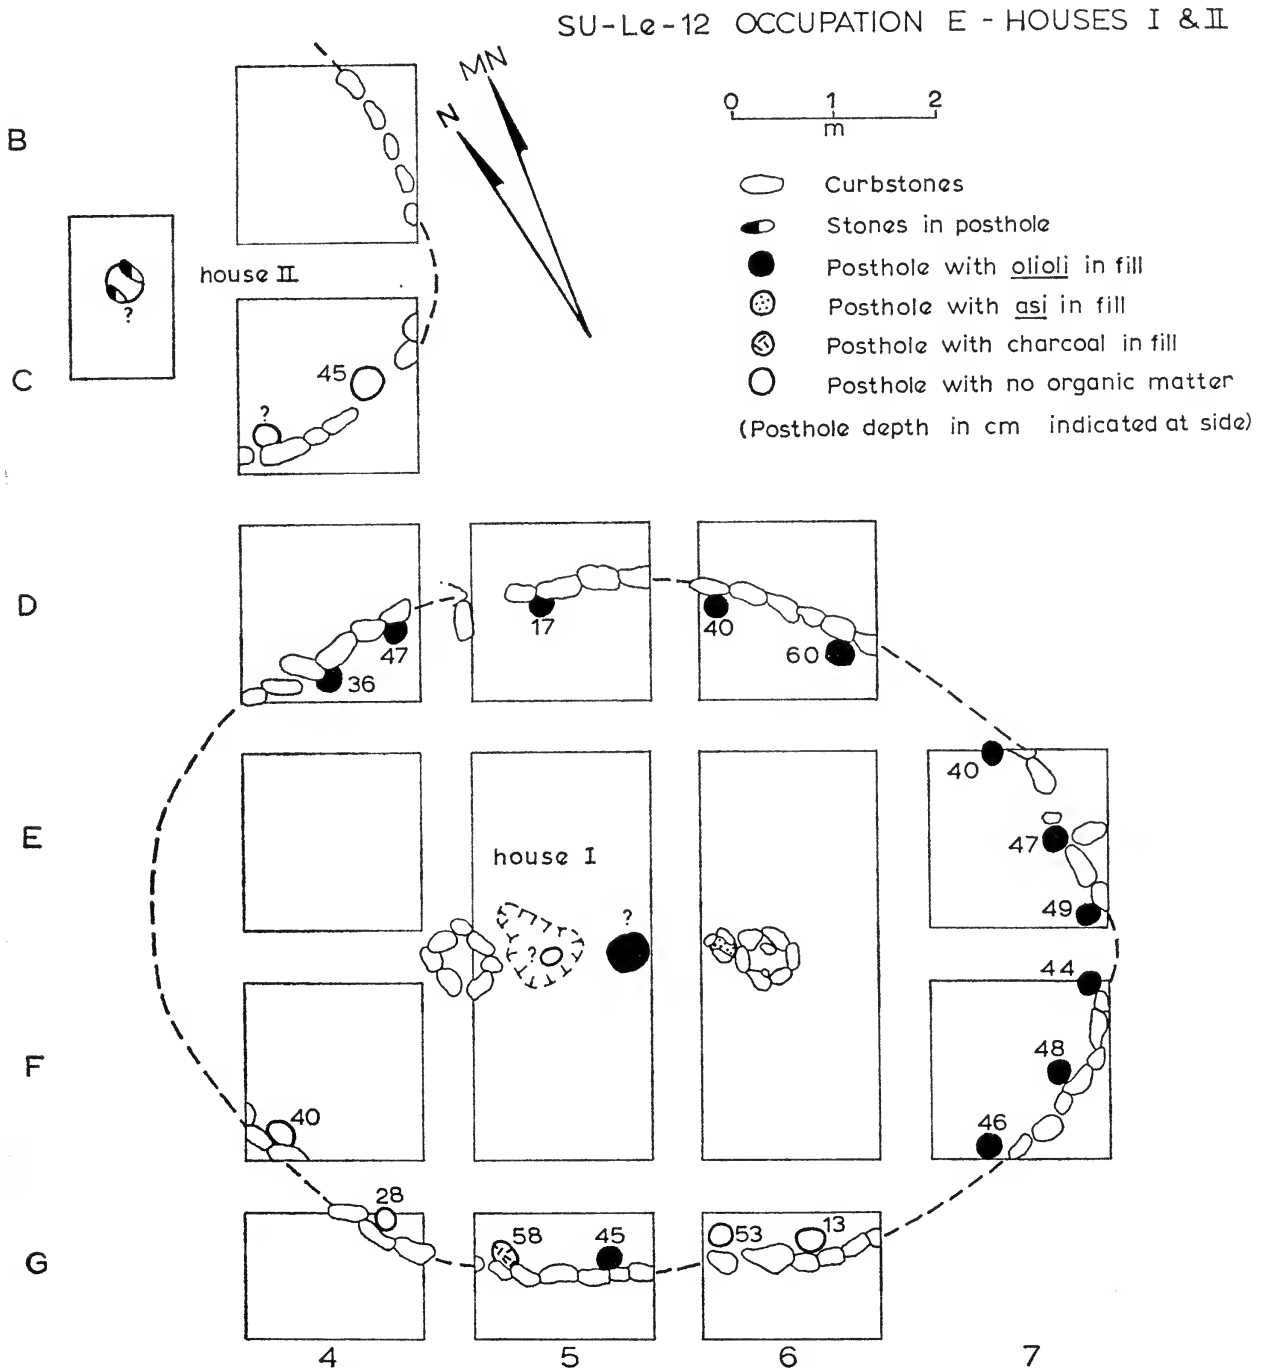 SU-Le-12 OCCUPATION E - HOUSES I & II
MN
N
0 1 2
m
Curbstones
Stones in posthole
Posthole with olioli in fill
Posthole with asi in fill
Posthole with charcoal in fill
Posthole with no organic matter
(Posthole depth in cm indicated at side)
B
house II
?
C
45
?
D
47
36
17
40
60
E
40
47
49
house I
?
?
F
44
48
46
40
G
28
58
45
53
13
4 5 6 7